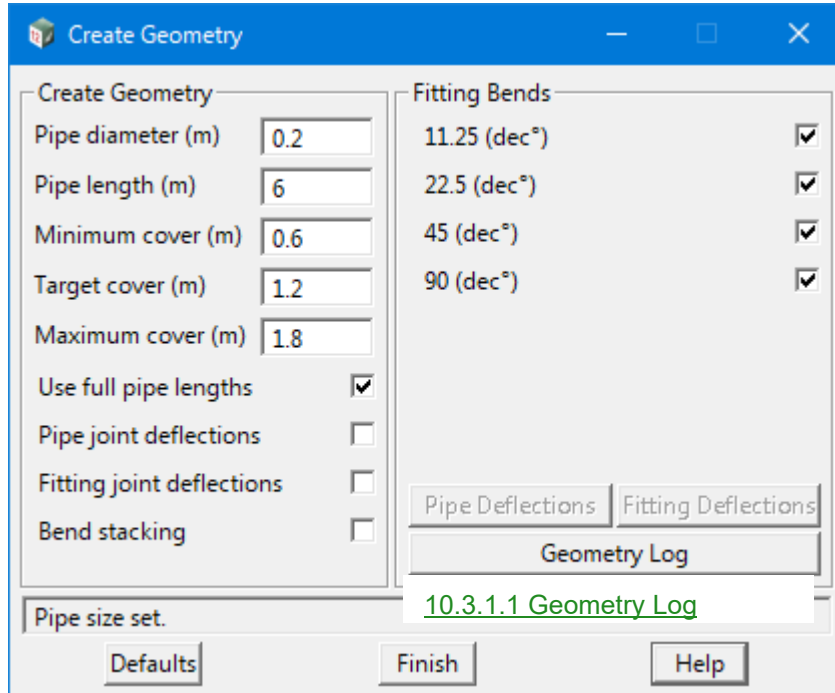 Create Geometry
Create Geometry
Pipe diameter (m) 0.2
Pipe length (m) 6
Minimum cover (m) 0.6
Target cover (m) 1.2
Maximum cover (m) 1.8
Use full pipe lengths
Pipe joint deflections
Fitting joint deflections
Bend stacking
Fitting Bends
11.25 (dec°)
22.5 (dec°)
45 (dec°)
90 (dec°)
Pipe Deflections Fitting Deflections
Geometry Log
10.3.1.1 Geometry Log
Pipe size set.
Defaults Finish Help